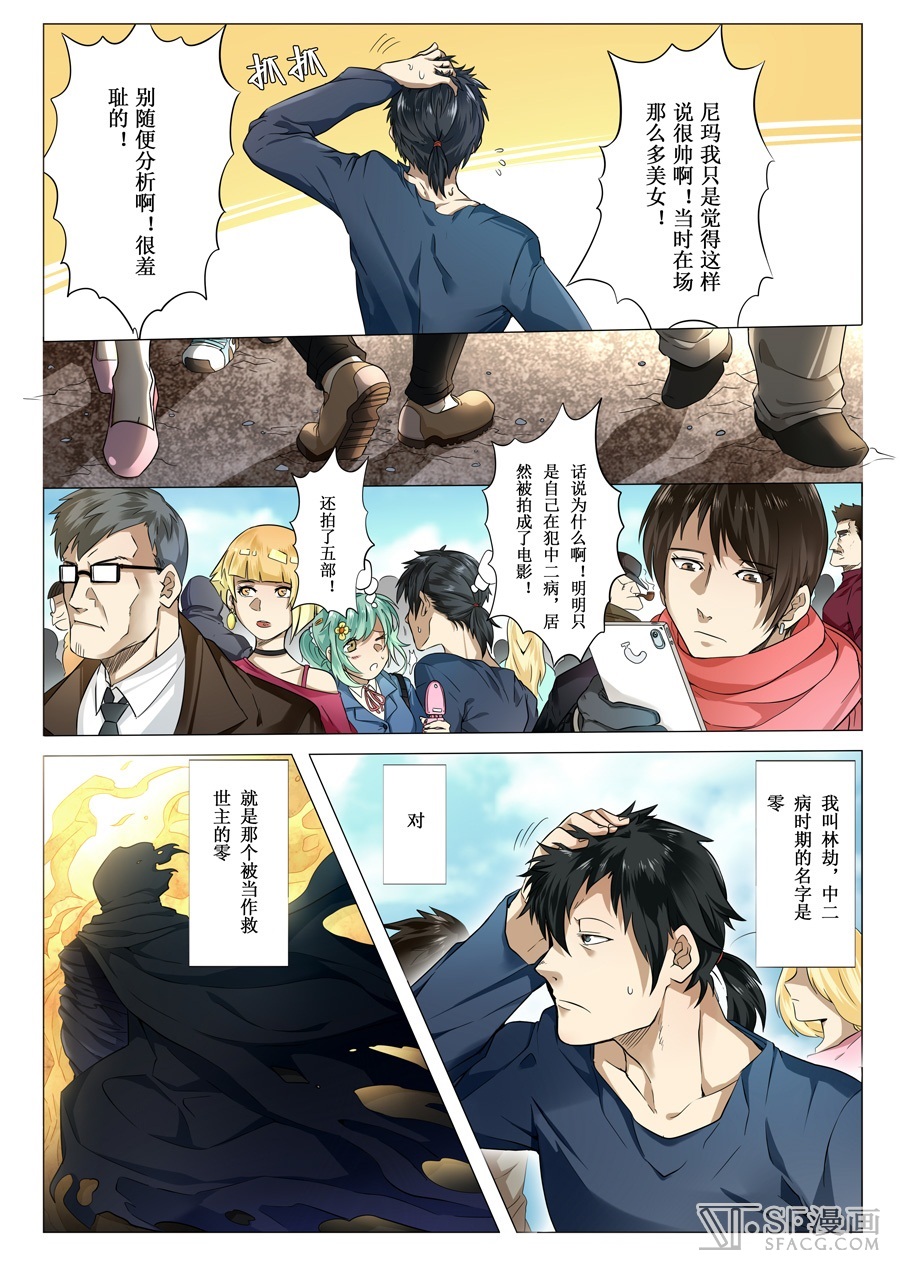 尼玛我只是觉得这样
说很帅啊！当时在场
那么多美女！
抓抓
别随便分析啊！很羞
耻的！
话说为什么啊！明明只
是自己在犯中二病，居
然被拍成了电影！
还拍了五部！
我叫林劫，中二
病时期的名字是
零
对
就是那个被当作救
世主的零
SF漫画
SFACG.COM